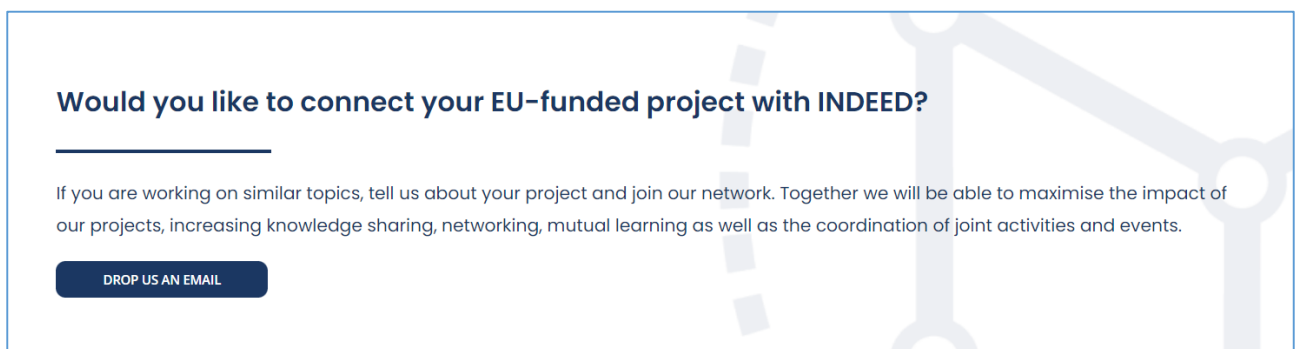 Would you like to connect your EU-funded project with INDEED?
If you are working on similar topics, tell us about your project and join our network. Together we will be able to maximise the impact of
our projects, increasing knowledge sharing, networking, mutual learning as well as the coordination of joint activities and events.
DROP US AN EMAIL